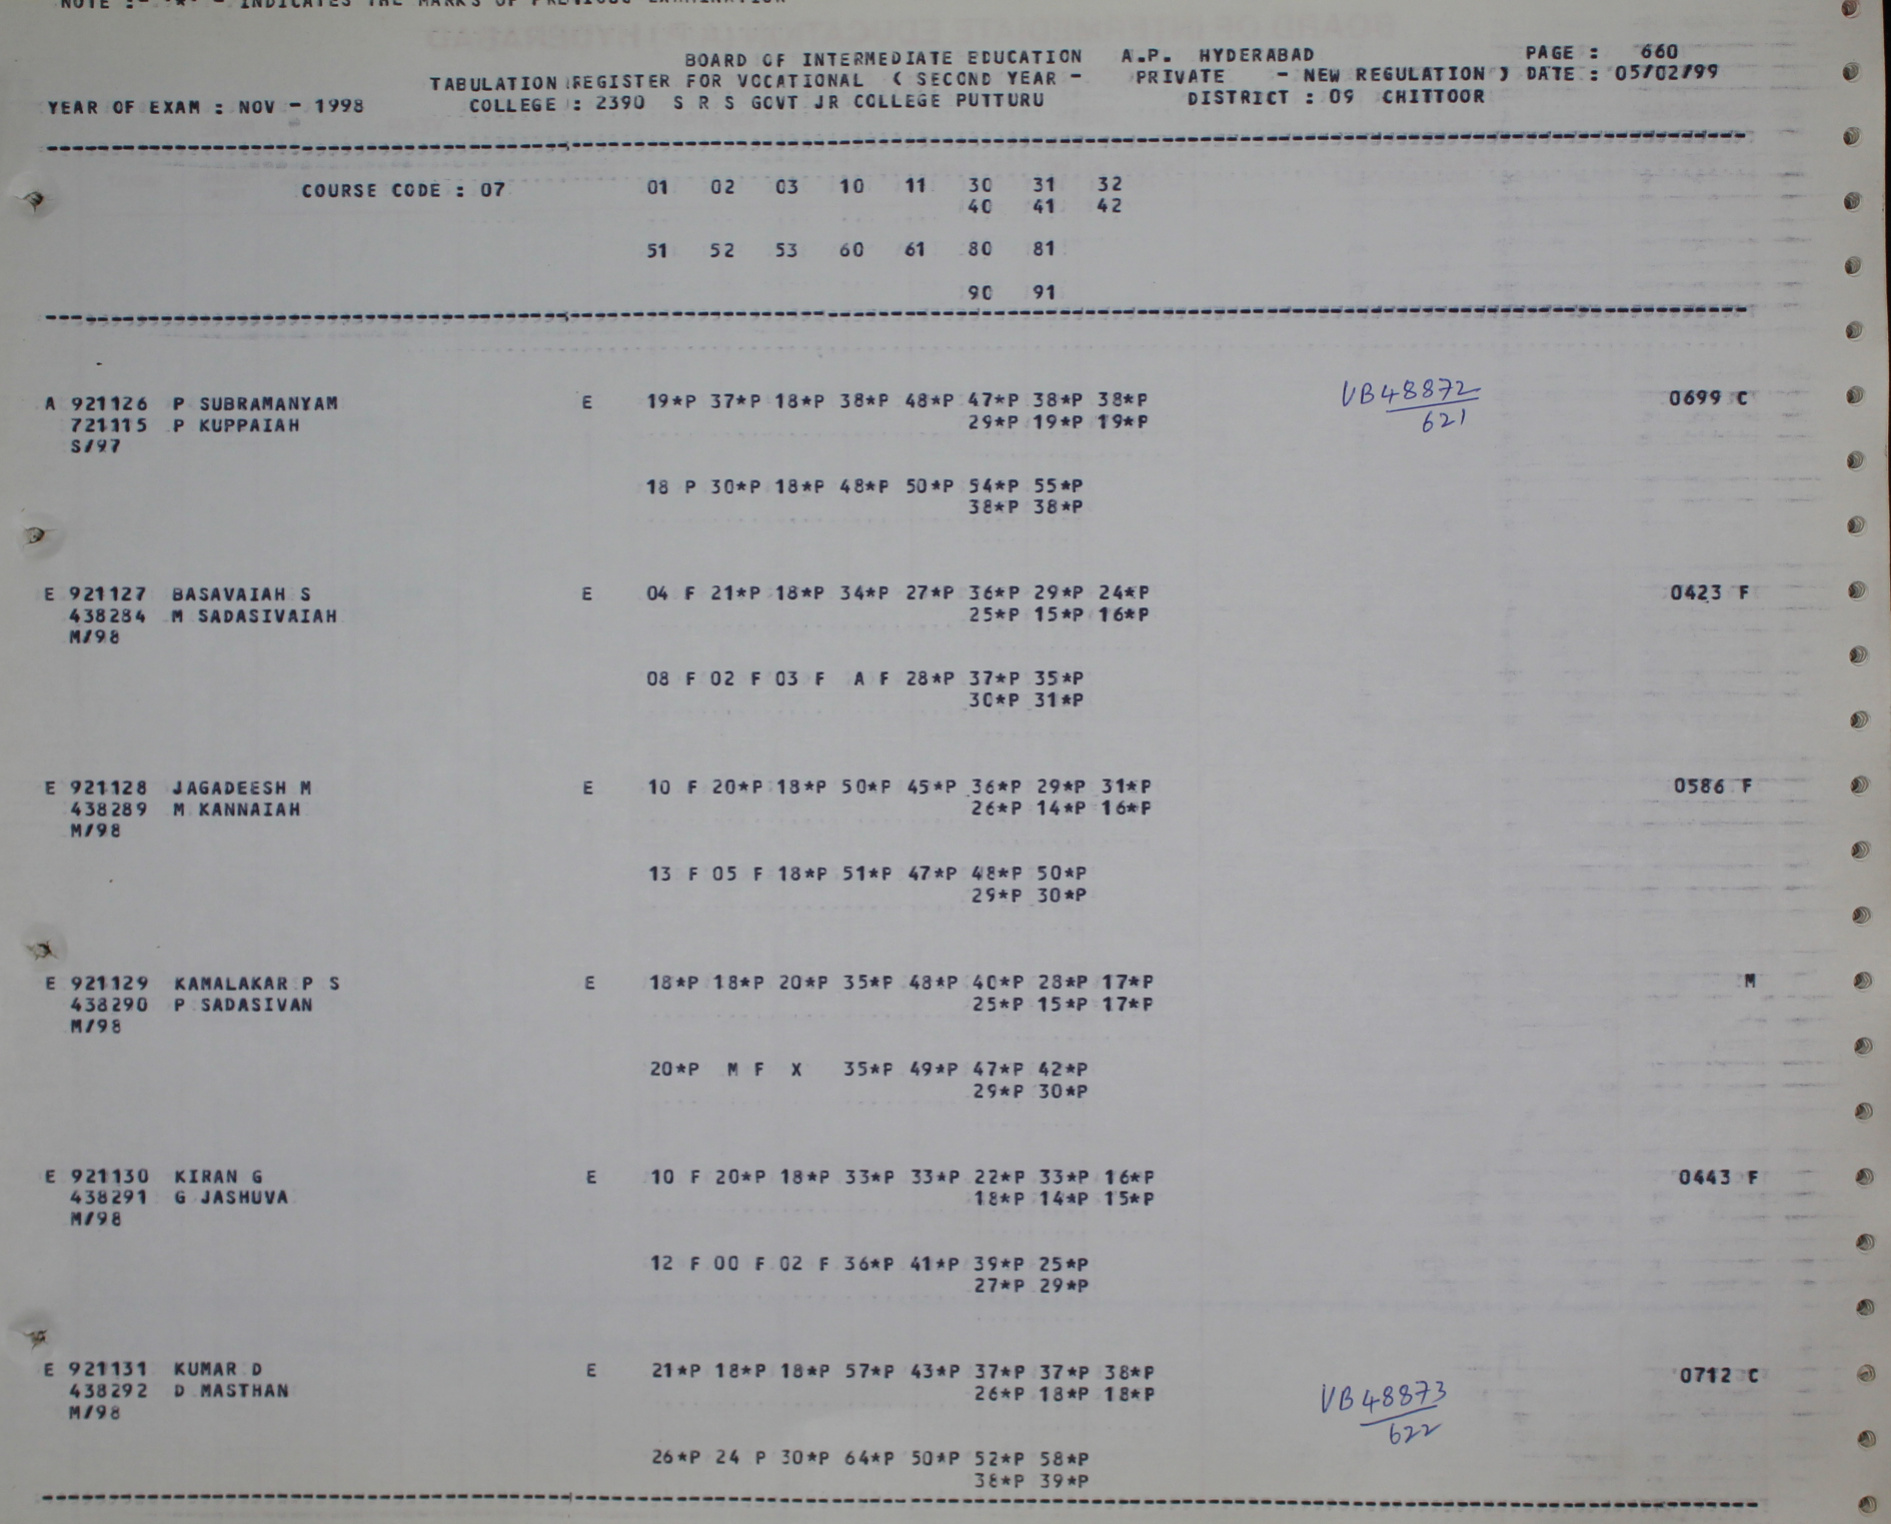 NOTE :- '*' - INDICATES THE MARKS OF PREVIOUS EXAMINATION
BOARD OF INTERMEDIATE EDUCATION A.P. HYDERABAD PAGE : 660
TABULATION REGISTER FOR VOCATIONAL ( SECOND YEAR - PRIVATE - NEW REGULATION ) DATE : 05/02/99
YEAR OF EXAM : NOV - 1998 COLLEGE : 2390 S R S GOVT JR COLLEGE PUTTURU DISTRICT : 09 CHITTOOR
COURSE CODE : 07 01 02 03 10 11 30 31 32
40 41 42
51 52 53 60 61 80 81
90 91
A 921126 P SUBRAMANYAM E 19*P 37*P 18*P 38*P 48*P 47*P 38*P 38*P VB48872 0699 C
721115 P KUPPAIAH 29*P 19*P 19*P 621
S/97
18 P 30*P 18*P 48*P 50*P 54*P 55*P
38*P 38*P
E 921127 BASAVAIAH S E 04 F 21*P 18*P 34*P 27*P 36*P 29*P 24*P 0423 F
438284 M SADASIVAIAH 25*P 15*P 16*P
M/98
08 F 02 F 03 F A F 28*P 37*P 35*P
30*P 31*P
E 921128 JAGADEESH M E 10 F 20*P 18*P 50*P 45*P 36*P 29*P 31*P 0586 F
438289 M KANNAIAH 26*P 14*P 16*P
M/98
13 F 05 F 18*P 51*P 47*P 48*P 50*P
29*P 30*P
E 921129 KAMALAKAR P S E 18*P 18*P 20*P 35*P 48*P 40*P 28*P 17*P M
438290 P SADASIVAN 25*P 15*P 17*P
M/98
20*P M F X 35*P 49*P 47*P 42*P
29*P 30*P
E 921130 KIRAN G E 10 F 20*P 18*P 33*P 33*P 22*P 33*P 16*P 0443 F
438291 G JASHUVA 18*P 14*P 15*P
M/98
12 F 00 F 02 F 36*P 41*P 39*P 25*P
27*P 29*P
E 921131 KUMAR D E 21*P 18*P 18*P 57*P 43*P 37*P 37*P 38*P 0712 C
438292 D MASTHAN 26*P 18*P 18*P VB48873
M/98 622
26*P 24 P 30*P 64*P 50*P 52*P 58*P
38*P 39*P